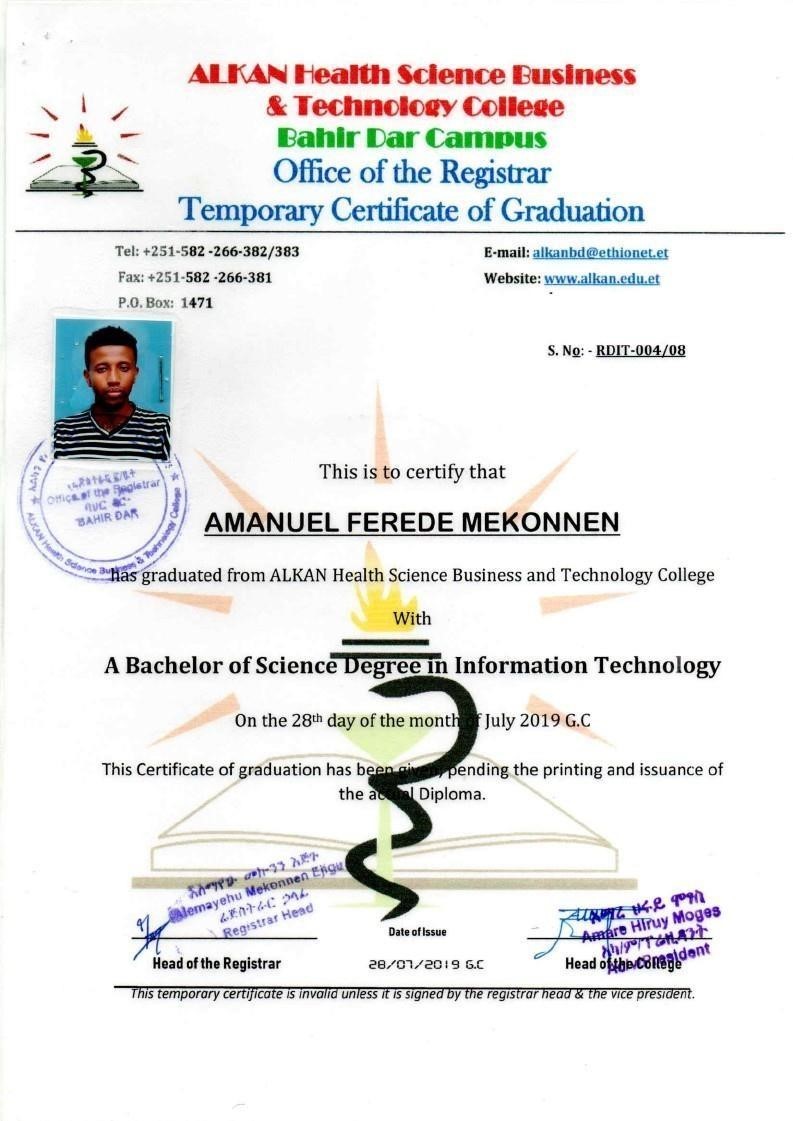 ALKAN Health Science Business
& Technology College
Bahir Dar Campus
Office of the Registrar
Temporary Certificate of Graduation
Tel: +251-582 -266-382/383
E-mail: alkanbd@ethionet.et
Fax: +251-582 -266-381
Website: www.alkan.edu.et
P.O. Box: 1471
S. No: - RDIT-004/08
Office of the Registrar
ባህር ዳር
BAHIR DAR
ALKAN Health Science Business & Technology College
This is to certify that
AMANUEL FEREDE MEKONNEN
has graduated from ALKAN Health Science Business and Technology College
With
A Bachelor of Science Degree in Information Technology
On the 28th day of the month of July 2019 G.C
This Certificate of graduation has been given, pending the printing and issuance of
the actual Diploma.
አለማየሁ መኮንን እጅጉ
Alemayehu Mekonnen Ejigu
ሬጅስትራር ኃላፊ
Registrar Head
Amare Hiruy Moges
Date of Issue
Head of the Registrar
28/07/2019 G.C
Head of the College
This temporary certificate is invalid unless it is signed by the registrar head & the vice president.